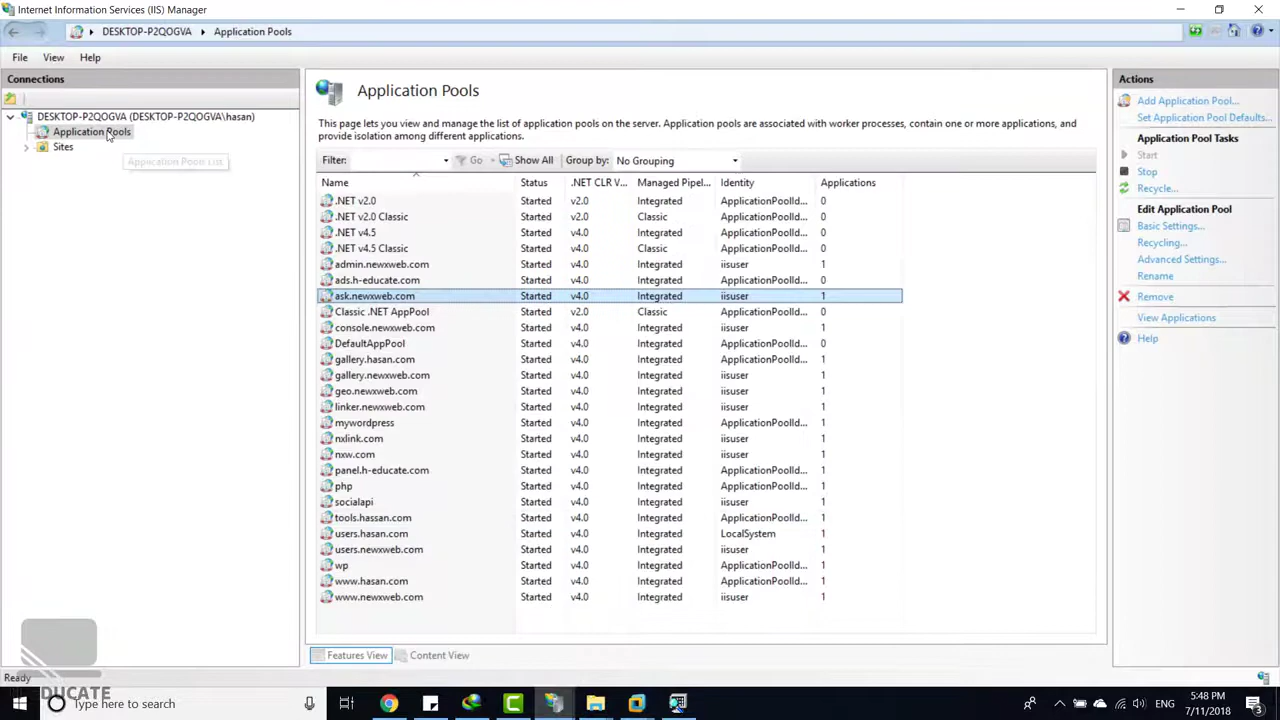 Internet Information Services (IIS) Manager
DESKTOP-P2QOGVA Application Pools
File View Help
Connections
DESKTOP-P2QOGVA (DESKTOP-P2QOGVA\hasan)
Application Pools
Sites
Application Pools List
Application Pools
This page lets you view and manage the list of application pools on the server. Application pools are associated with worker processes, contain one or more applications, and
provide isolation among different applications.
Filter: Go Show All Group by: No Grouping
Name Status .NET CLR V... Managed Pipel... Identity Applications
.NET v2.0 Started v2.0 Integrated ApplicationPoolId... 0
.NET v2.0 Classic Started v2.0 Classic ApplicationPoolId... 0
.NET v4.5 Started v4.0 Integrated ApplicationPoolId... 0
.NET v4.5 Classic Started v4.0 Classic ApplicationPoolId... 0
admin.newxweb.com Started v4.0 Integrated iisuser 1
ads.h-educate.com Started v4.0 Integrated ApplicationPoolId... 0
ask.newxweb.com Started v4.0 Integrated iisuser 1
Classic .NET AppPool Started v2.0 Classic ApplicationPoolId... 0
console.newxweb.com Started v4.0 Integrated iisuser 1
DefaultAppPool Started v4.0 Integrated ApplicationPoolId... 0
gallery.hasan.com Started v4.0 Integrated ApplicationPoolId... 1
gallery.newxweb.com Started v4.0 Integrated iisuser 1
geo.newxweb.com Started v4.0 Integrated iisuser 1
linker.newxweb.com Started v4.0 Integrated iisuser 1
mywordpress Started v4.0 Integrated ApplicationPoolId... 1
nxlink.com Started v4.0 Integrated iisuser 1
nxw.com Started v4.0 Integrated iisuser 1
panel.h-educate.com Started v4.0 Integrated ApplicationPoolId... 1
php Started v4.0 Integrated ApplicationPoolId... 1
socialapi Started v4.0 Integrated iisuser 1
tools.hassan.com Started v4.0 Integrated ApplicationPoolId... 1
users.hasan.com Started v4.0 Integrated LocalSystem 1
users.newxweb.com Started v4.0 Integrated iisuser 1
wp Started v4.0 Integrated ApplicationPoolId... 1
www.hasan.com Started v4.0 Integrated ApplicationPoolId... 1
www.newxweb.com Started v4.0 Integrated iisuser 1
Features View Content View
Actions
Add Application Pool...
Set Application Pool Defaults...
Application Pool Tasks
Start
Stop
Recycle...
Edit Application Pool
Basic Settings...
Recycling...
Advanced Settings...
Rename
Remove
View Applications
Help
Ready
EDUCATE
Type here to search
ENG
5:48 PM
7/11/2018
3